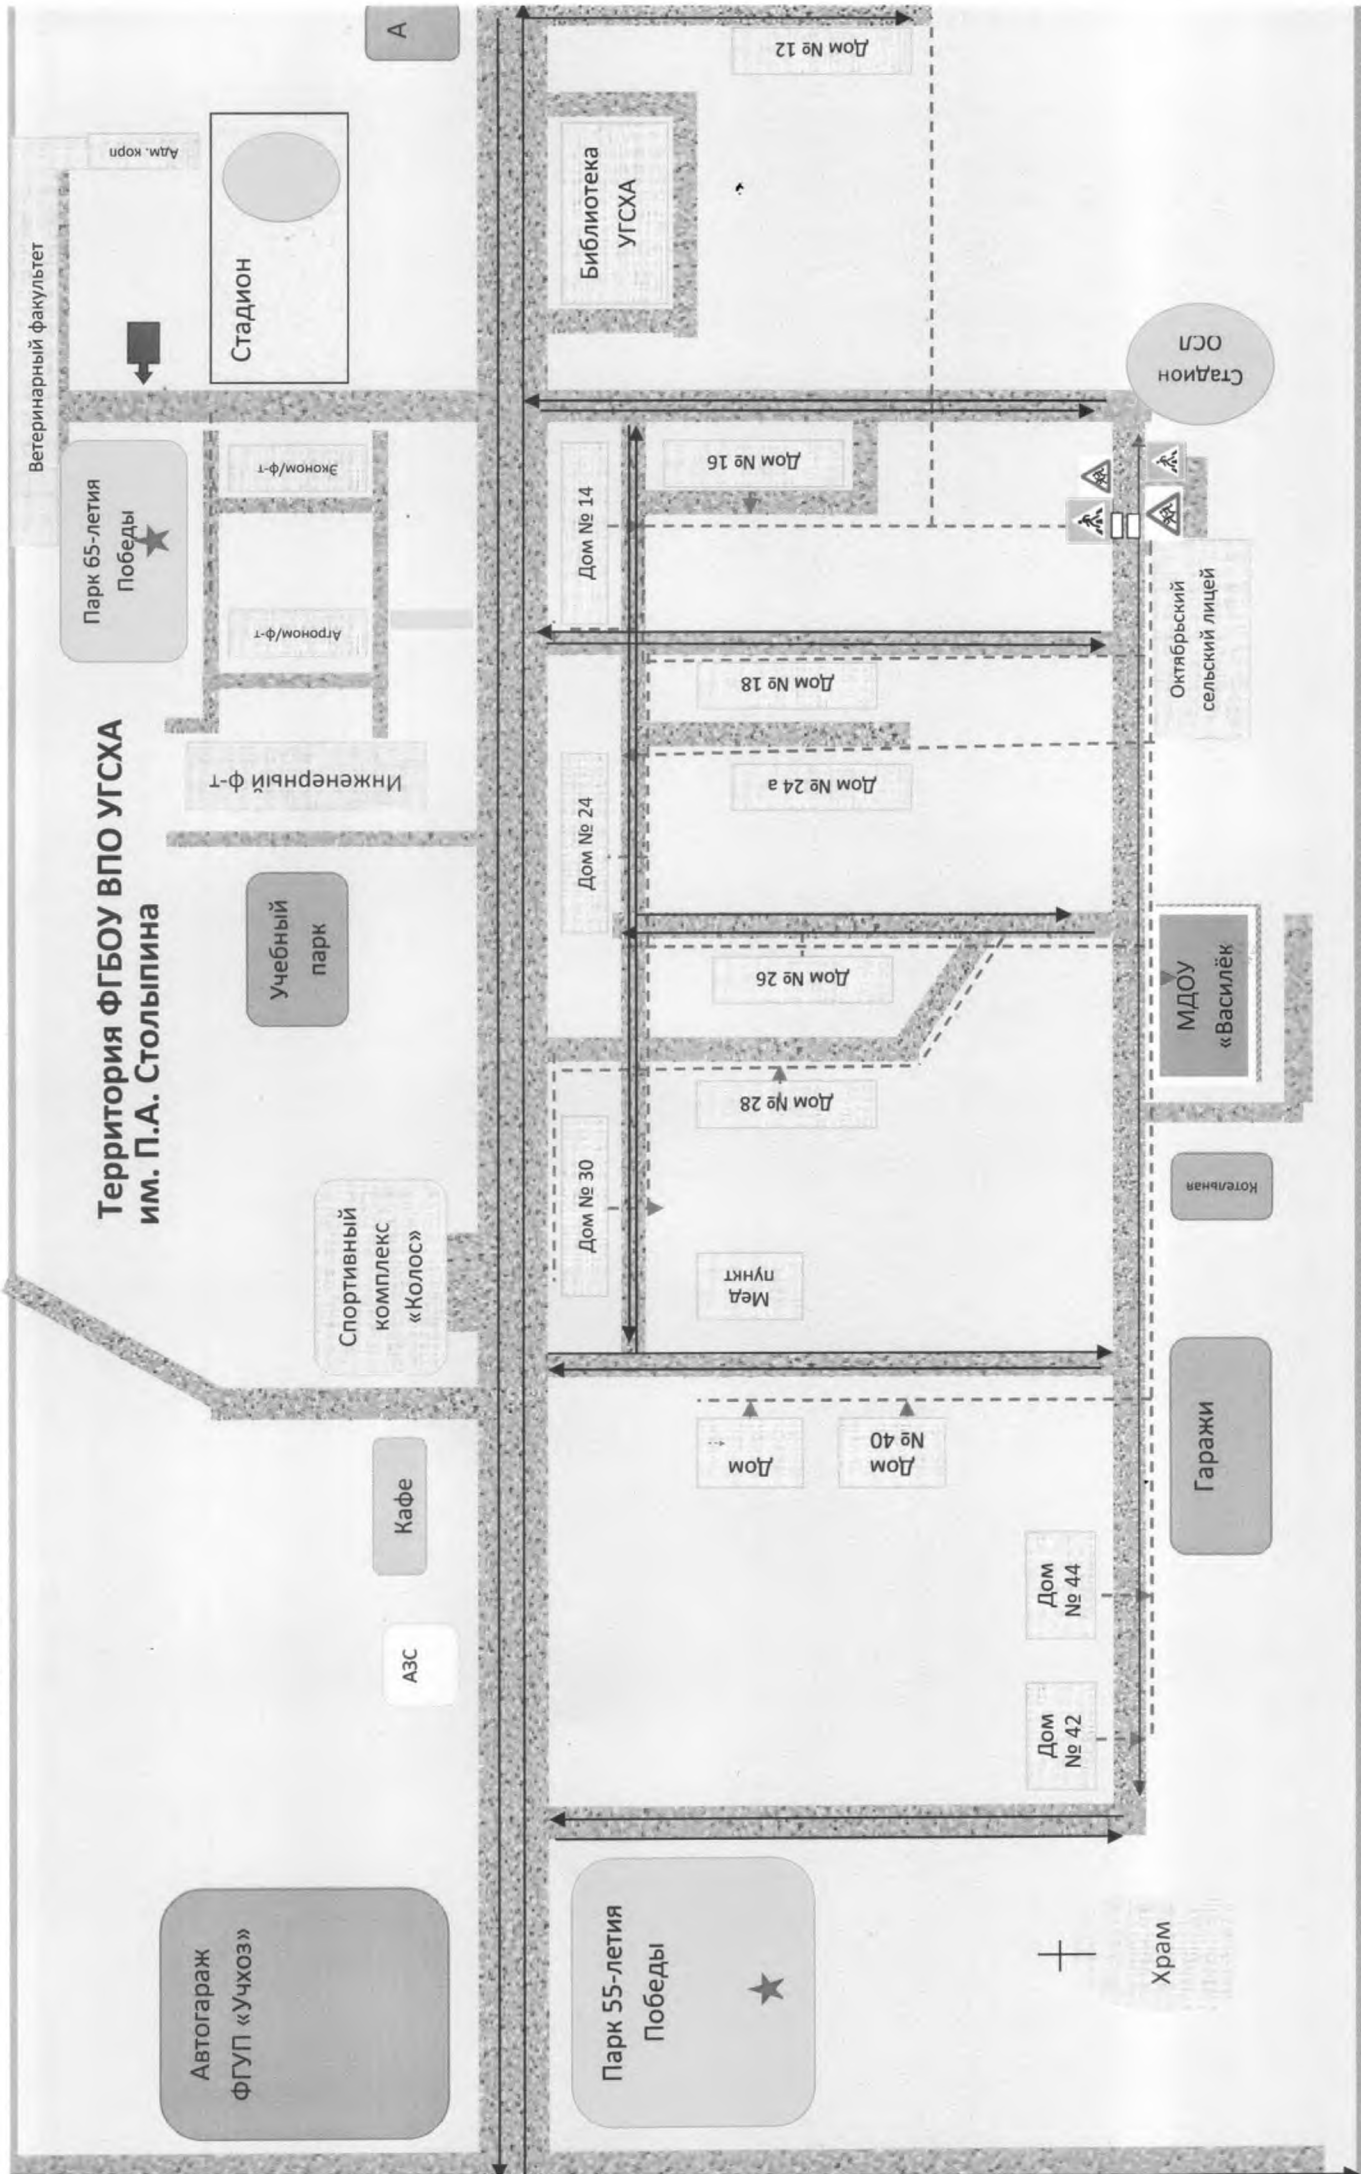 Территория ФГБОУ ВПО УГСХА
им. П.А. Столыпина
Автогараж
ФГУП «Учхоз»
АЗС
Кафе
Спортивный
комплекс
«Колос»
Учебный
парк
Инженерный ф-т
Агроном/ф-т
Эконом/ф-т
Парк 65-летия
Победы
Ветеринарный факультет
Стадион
Адм. корп
А
Парк 55-летия
Победы
Дом № 30
Дом № 24
Дом № 14
Библиотека
УГСХА
Дом
Дом
№ 40
Мед
пункт
Дом № 28
Дом № 26
Дом № 24 а
Дом № 18
Дом № 16
Дом № 12
Дом
№ 42
Дом
№ 44
Храм
Гаражи
Котельная
МДОУ
«Василёк
Октябрьский
сельский лицей
Стадион
ОСЛ